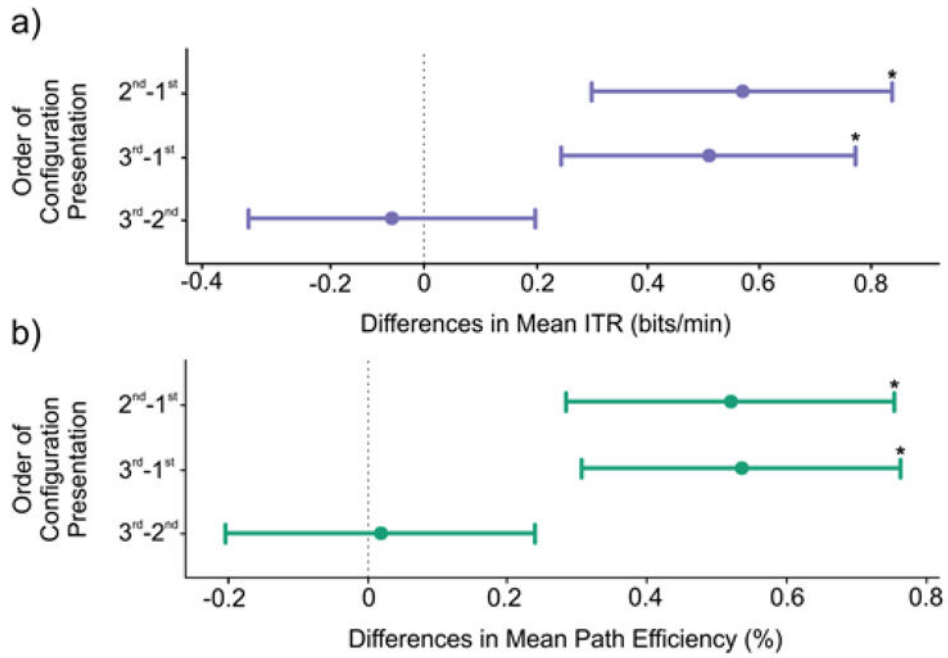 a)
Order of
Configuration
Presentation
2nd-1st
*
3rd-1st
*
3rd-2nd
-0.4 -0.2 0 0.2 0.4 0.6 0.8
Differences in Mean ITR (bits/min)
b)
Order of
Configuration
Presentation
2nd-1st
*
3rd-1st
*
3rd-2nd
-0.2 0 0.2 0.4 0.6 0.8
Differences in Mean Path Efficiency (%)